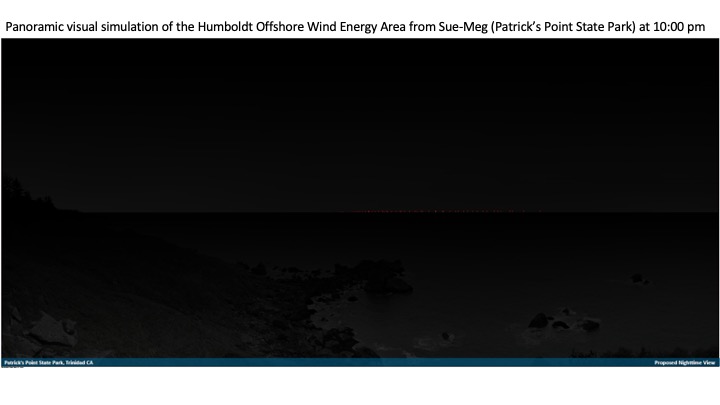 Panoramic visual simulation of the Humboldt Offshore Wind Energy Area from Sue-Meg (Patrick’s Point State Park) at 10:00 pm
Patrick's Point State Park, Trinidad CA
Proposed Nighttime View